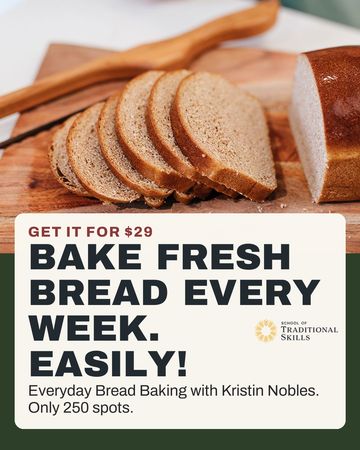 GET IT FOR $29
BAKE FRESH
BREAD EVERY
WEEK.
EASILY!
SCHOOL OF
TRADITIONAL
SKILLS
Everyday Bread Baking with Kristin Nobles.
Only 250 spots.